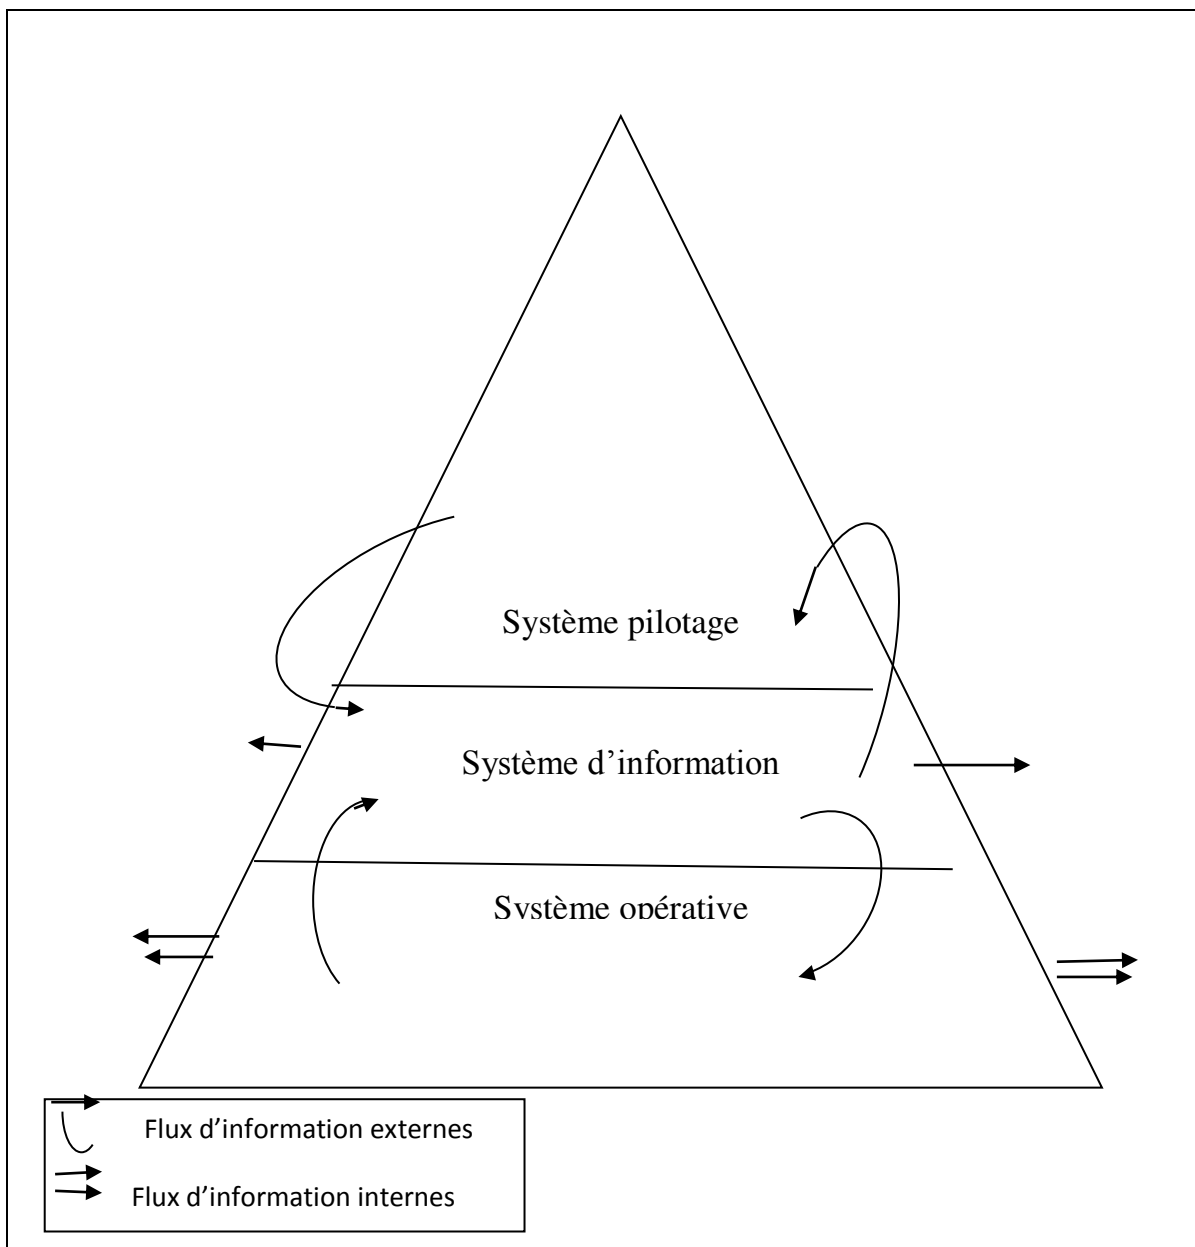 Système pilotage
Système d'information
Système opérative
Flux d'information externes
Flux d'information internes